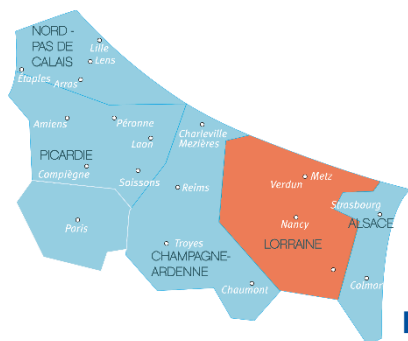 NORD -
PAS DE
CALAIS
Lille
Lens
Étaples
Arras
Amiens
Péronne
Laon
Charleville
Mezières
PICARDIE
Compiègne
Soissons
Reims
Metz
Verdun
Strasbourg
Paris
Nancy
ALSACE
Troyes
LORRAINE
CHAMPAGNE-
ARDENNE
Chaumont
Colmar